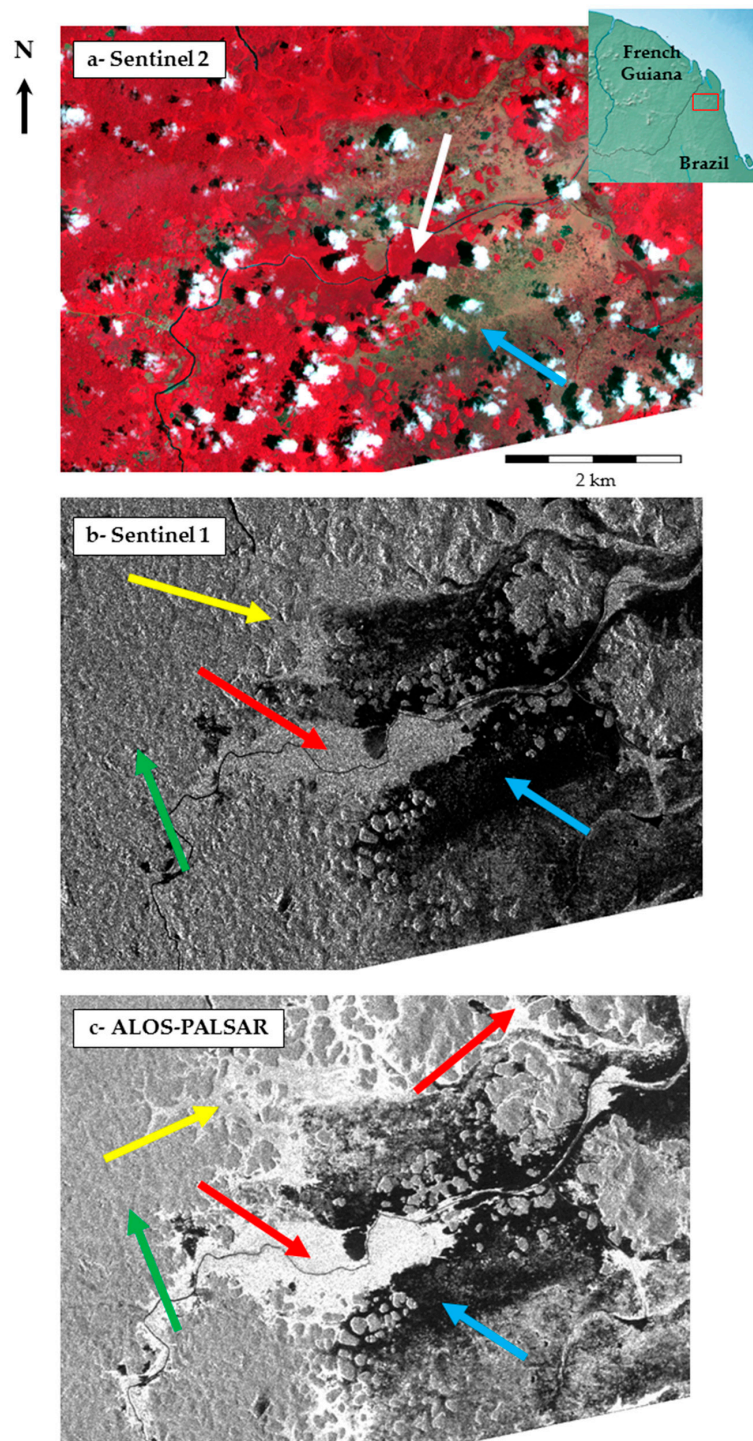 N
a- Sentinel 2
French
Guiana
Brazil
2 km
b- Sentinel 1
c- ALOS-PALSAR